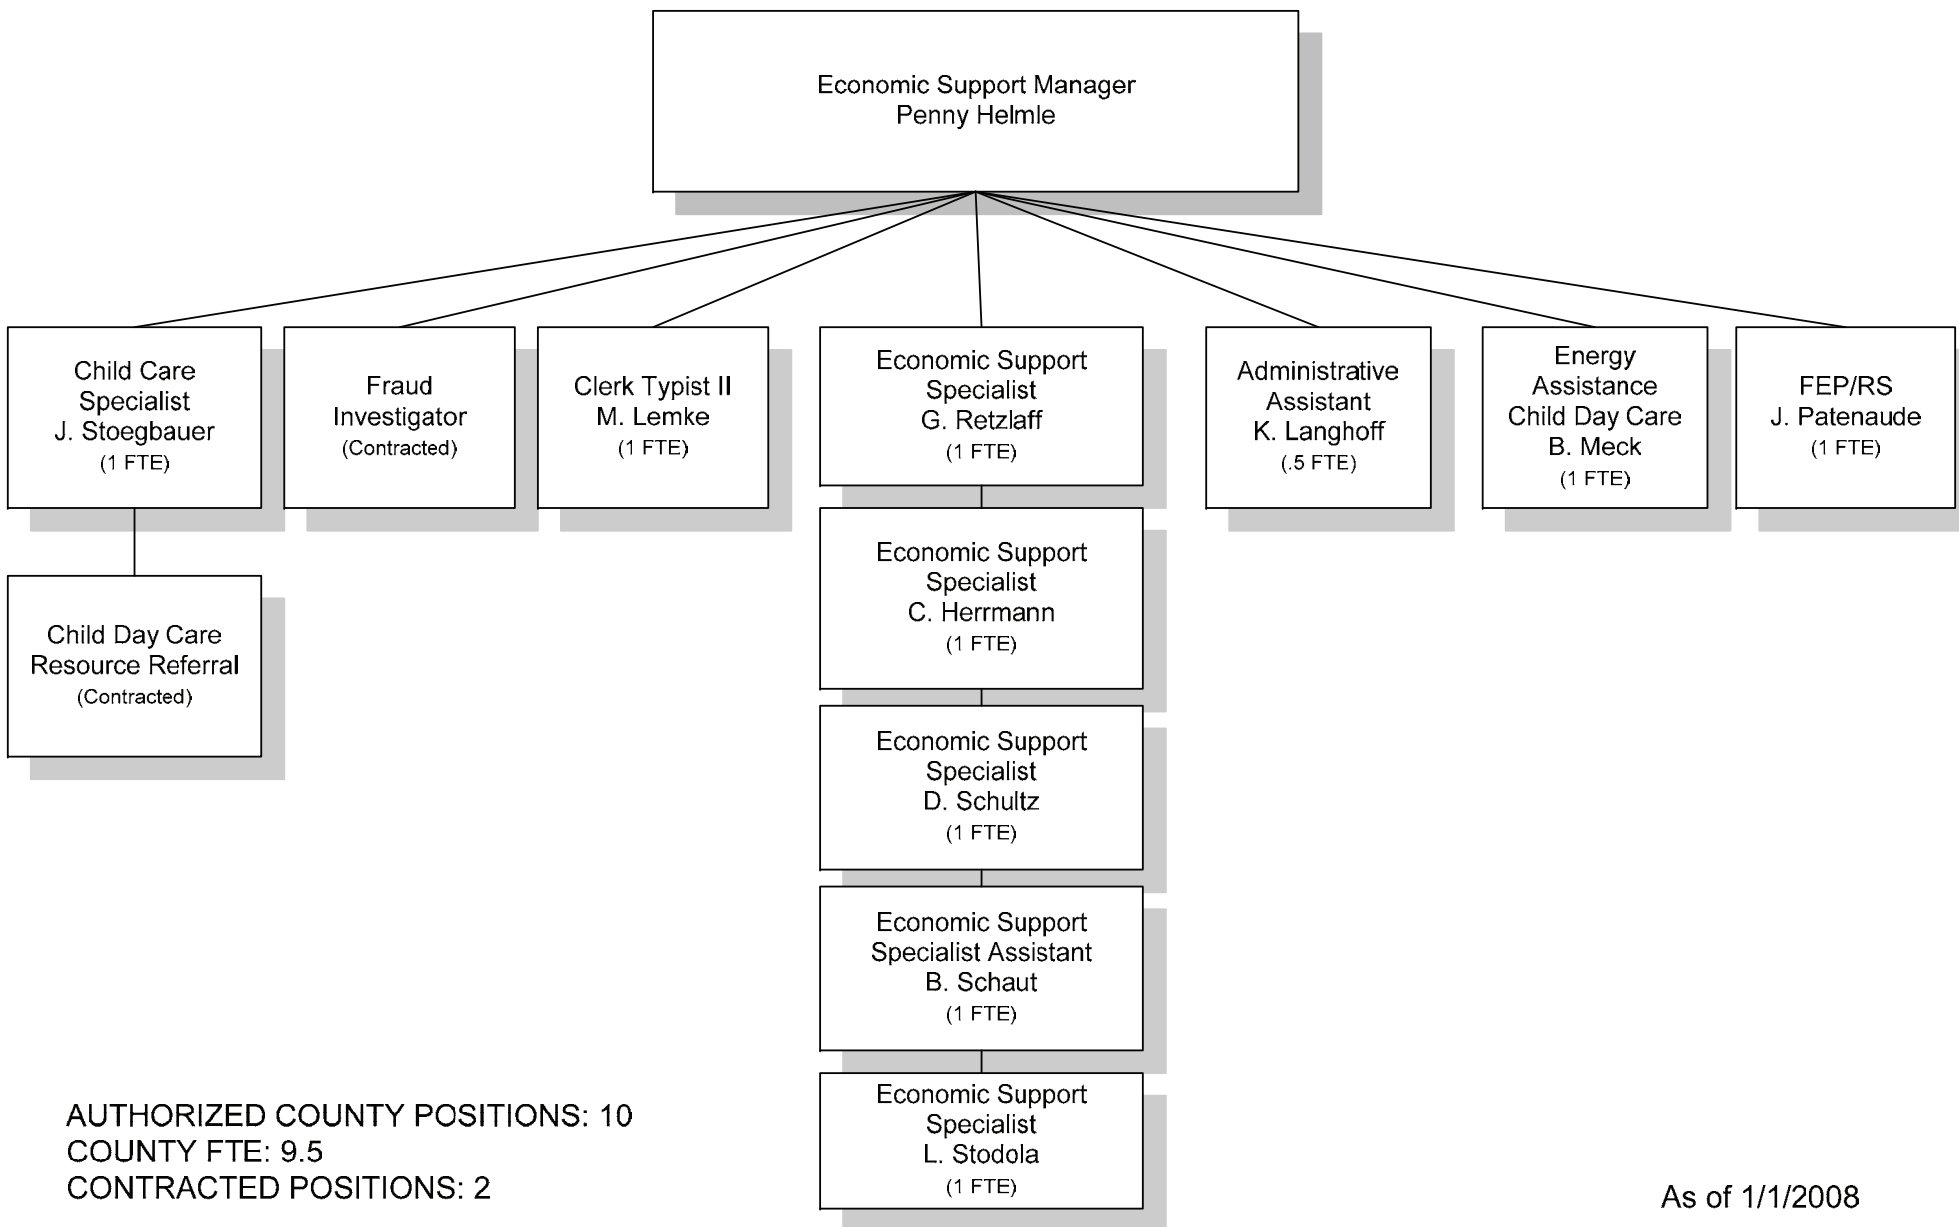 Economic Support Manager
Penny Helmle
Child Care
Specialist
J. Stoegbauer
(1 FTE)
Fraud
Investigator
(Contracted)
Clerk Typist II
M. Lemke
(1 FTE)
Economic Support
Specialist
G. Retzlaff
(1 FTE)
Administrative
Assistant
K. Langhoff
(.5 FTE)
Energy
Assistance
Child Day Care
B. Meck
(1 FTE)
FEP/RS
J. Patenaude
(1 FTE)
Child Day Care
Resource Referral
(Contracted)
Economic Support
Specialist
C. Herrmann
(1 FTE)
Economic Support
Specialist
D. Schultz
(1 FTE)
Economic Support
Specialist Assistant
B. Schaut
(1 FTE)
Economic Support
Specialist
L. Stodola
(1 FTE)
AUTHORIZED COUNTY POSITIONS: 10
COUNTY FTE: 9.5
CONTRACTED POSITIONS: 2
As of 1/1/2008